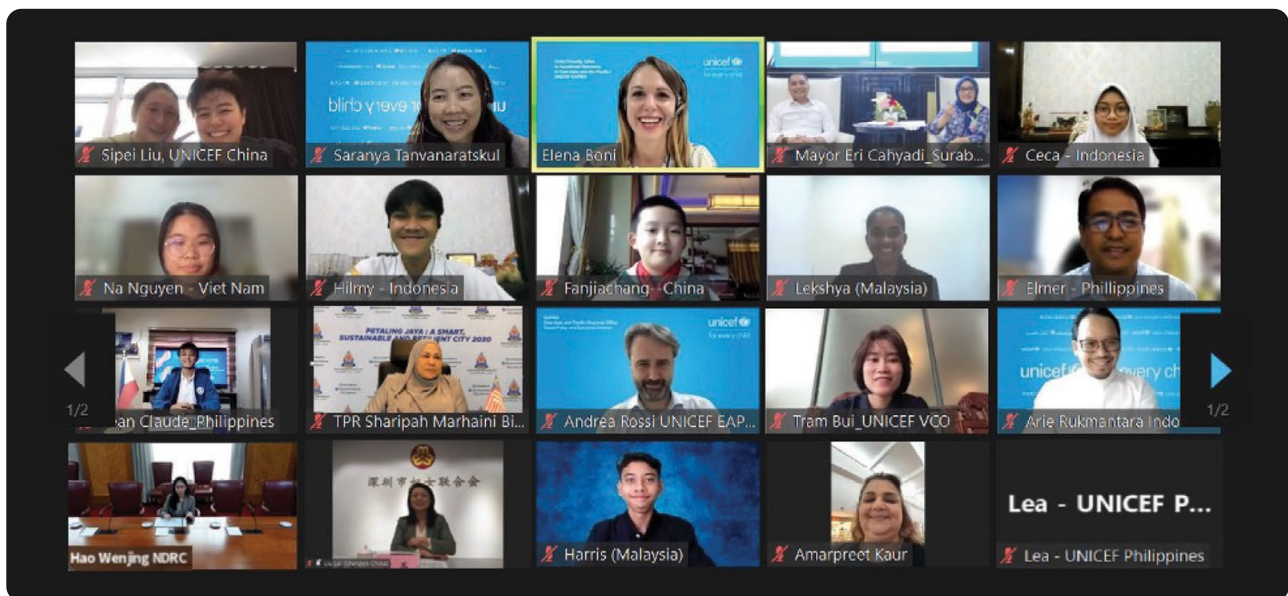 Sipei Liu, UNICEF China
for every child
Saranya Tanvanaratskul
unicef
for every child
Elena Boni
Mayor Eri Cahyadi_Surab...
Ceca - Indonesia
Na Nguyen - Viet Nam
Hilmy - Indonesia
Fanjiachang--China
Lekshya (Malaysia)
Elmer - Phillippines
1/2
an Claude_Philippines
PETALING JAYA : A SMART,
SUSTAINABLE AND RESILIENT CITY 2030
TPR Sharipah Marhaini Bi...
unicef
for every child
Andrea Rossi UNICEF EAP...
Tram Bui_UNICEF VCO
unicef
Arie Rukmantara Indo
1/2
Hao Wenjing NDRC
深圳市妇女联合会
Harris (Malaysia)
Amarpreet Kaur
Lea - UNICEF P...
Lea - UNICEF Philippines